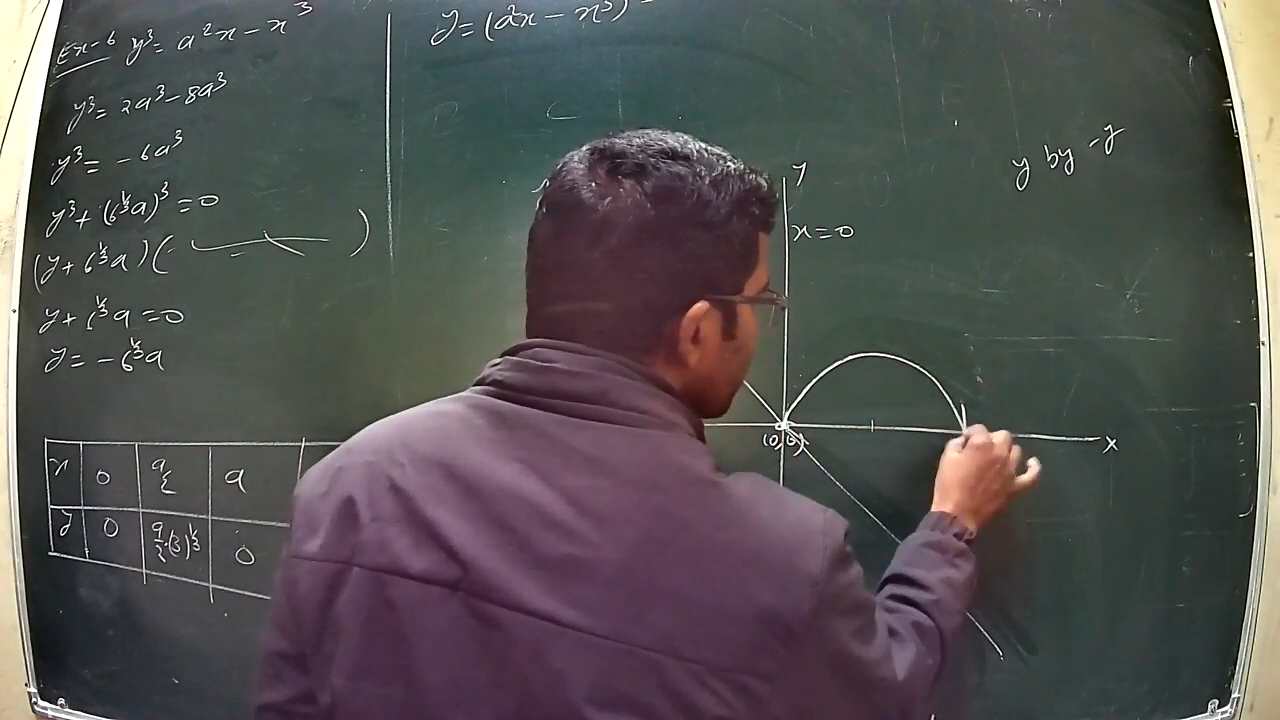 Ex-6 y³ = a²x - x³
y³ = 2a³ - 8a³
y³ = - 6a³
y³ + (6^⅓a)³ = 0
(y + 6^⅓a) ( )
y + 6^⅓a = 0
y = - 6^⅓a
x 0 a/2 a
y 0 a/2·(3)^⅓ 0
y = (a²x - x³)
y
x = 0
(0,0)
x
y by -y